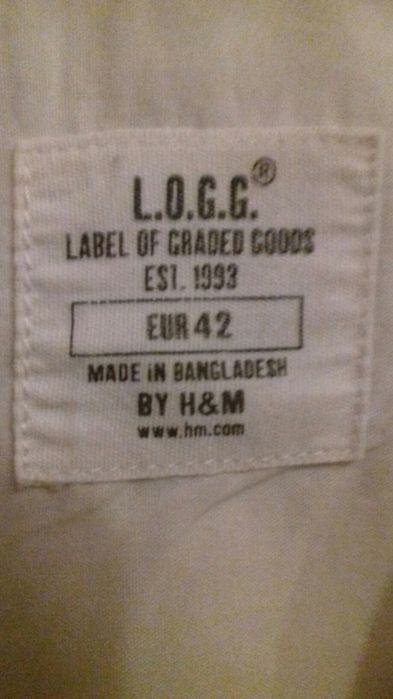 L.O.G.G.®
LABEL OF GRADED GOODS
EST. 1993
EUR 42
MADE IN BANGLADESH
BY H&M
www.hm.com